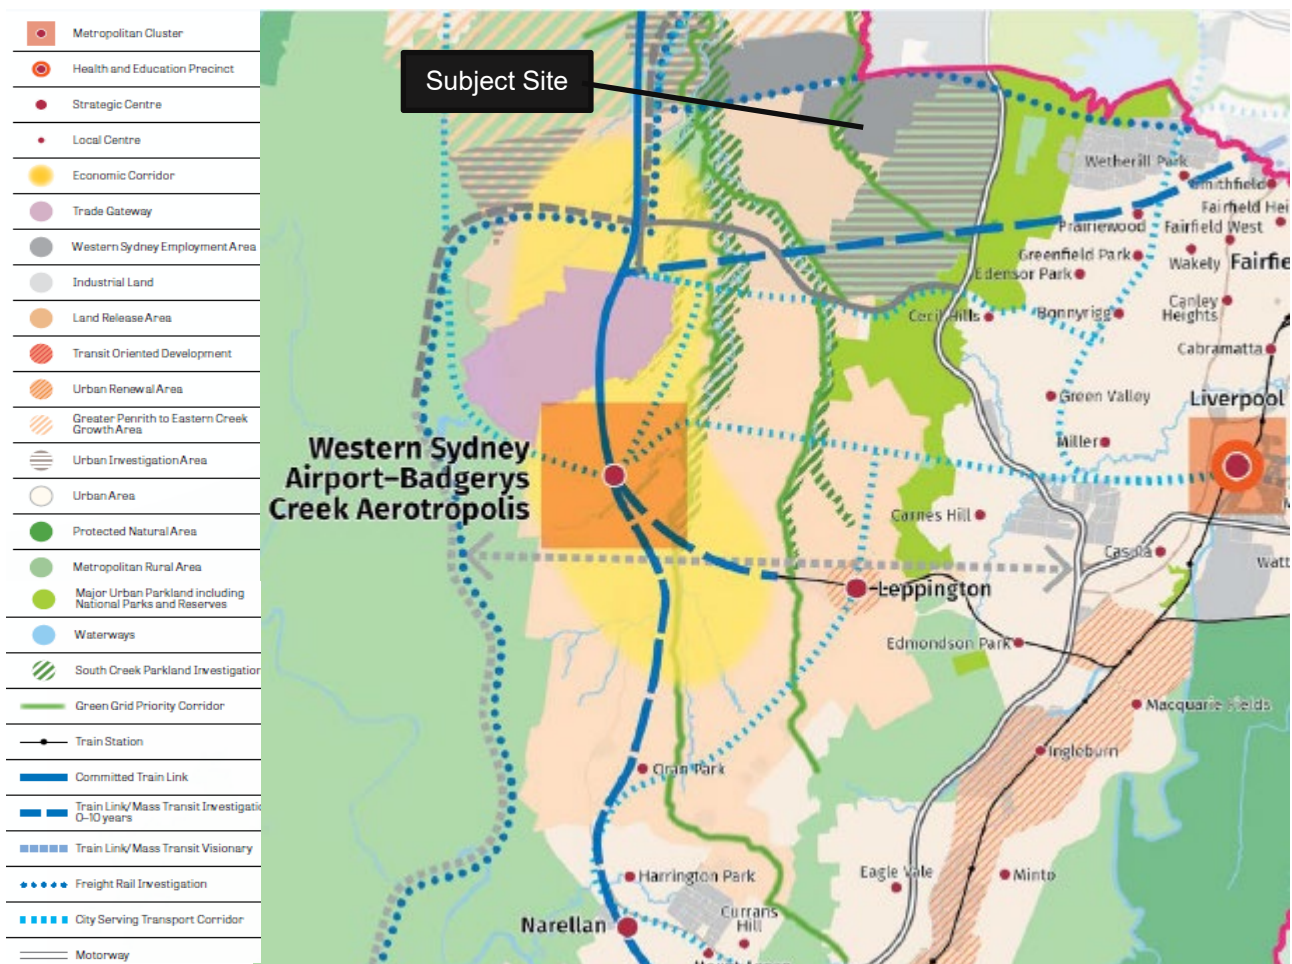 Metropolitan Cluster
Health and Education Precinct
Strategic Centre
Local Centre
Economic Corridor
Trade Gateway
Western Sydney Employment Area
Industrial Land
Land Release Area
Transit Oriented Development
Urban Renewal Area
Greater Penrith to Eastern Creek
Growth Area
Urban Investigation Area
Urban Area
Protected Natural Area
Metropolitan Rural Area
Major Urban Parkland including
National Parks and Reserves
Waterways
South Creek Parkland Investigation
Green Grid Priority Corridor
Train Station
Committed Train Link
Train Link/Mass Transit Investigatio
0-10 years
Train Link/Mass Transit Visionary
Freight Rail Investigation
City Serving Transport Corridor
Motorway
Subject Site
Wetherill Park
Smithfield
Fairfield Hei
Prairiewood
Fairfield West
Greenfield Park
Wakely
Fairfie
Edensor Park
Canley
Heights
Cecil Hills
Bonnyrigg
Cabramatta
Green Valley
Liverpool
Miller
Western Sydney
Airport–Badgerys
Creek Aerotropolis
Carnes Hill
Casula
Watt
Leppington
Edmondson Park
Macquarie Fields
Ingleburn
Oran Park
Harrington Park
Eagle Vale
Minto
Currans
Hill
Narellan